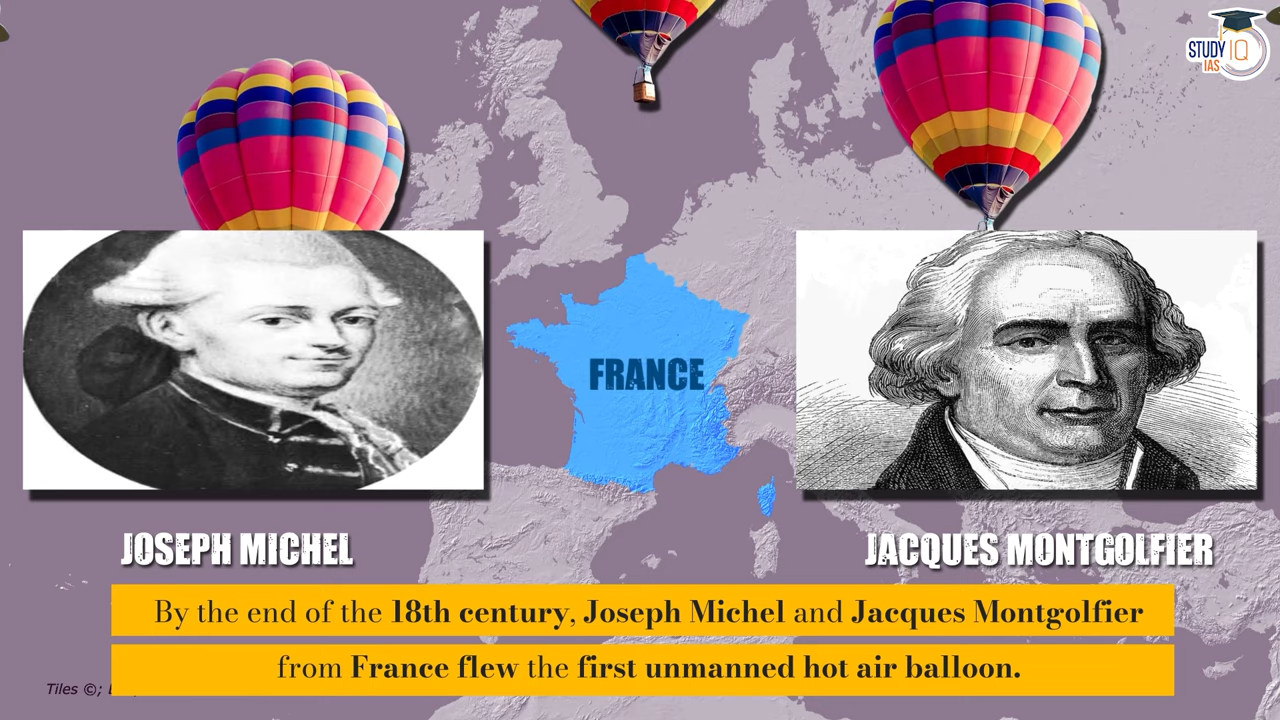 STUDY IQ
IAS
FRANCE
JOSEPH MICHEL
JACQUES MONTGOLFIER
By the end of the 18th century, Joseph Michel and Jacques Montgolfier
from France flew the first unmanned hot air balloon.
Tiles ©;